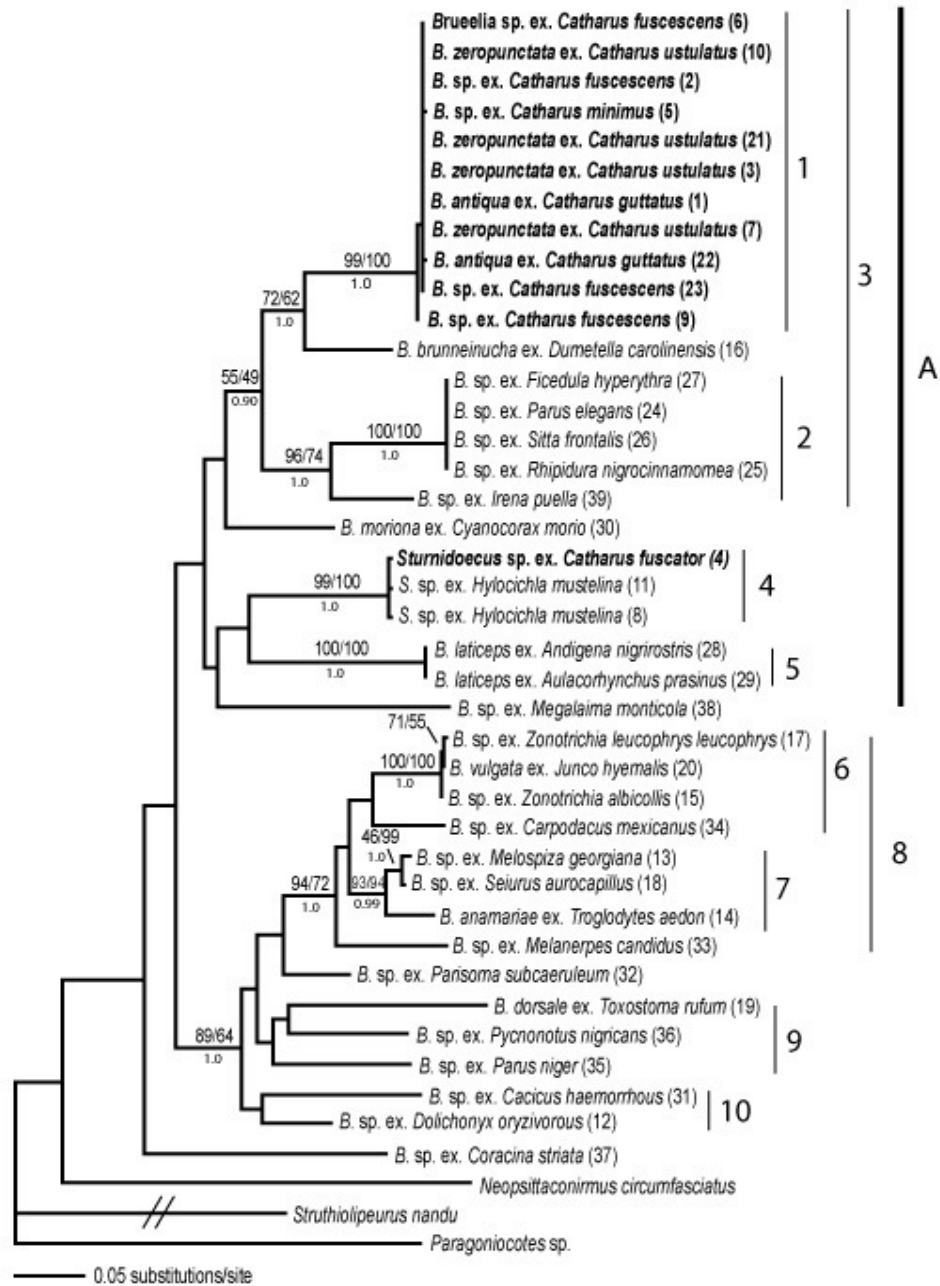 Brueelia sp. ex. Catharus fuscescens (6)
B. zeropunctata ex. Catharus ustulatus (10)
B. sp. ex. Catharus fuscescens (2)
B. sp. ex. Catharus minimus (5)
B. zeropunctata ex. Catharus ustulatus (21)
B. zeropunctata ex. Catharus ustulatus (3)
B. antiqua ex. Catharus guttatus (1)
B. zeropunctata ex. Catharus ustulatus (7)
B. antiqua ex. Catharus guttatus (22)
B. sp. ex. Catharus fuscescens (23)
B. sp. ex. Catharus fuscescens (9)
1
3
A
99/100
1.0
72/62
1.0
B. brunneinucha ex. Dumetella carolinensis (16)
55/49
0.90
B. sp. ex. Ficedula hyperythra (27)
B. sp. ex. Parus elegans (24)
B. sp. ex. Sitta frontalis (26)
B. sp. ex. Rhipidura nigrocinnamomea (25)
2
100/100
1.0
96/74
1.0
B. sp. ex. Irena puella (39)
B. moriona ex. Cyanocorax morio (30)
Sturnidoecus sp. ex. Catharus fuscator (4)
S. sp. ex. Hylocichla mustelina (11)
S. sp. ex. Hylocichla mustelina (8)
4
99/100
1.0
B. laticeps ex. Andigena nigrirostris (28)
B. laticeps ex. Aulacorhynchus prasinus (29)
5
100/100
1.0
B. sp. ex. Megalaima monticola (38)
71/55
B. sp. ex. Zonotrichia leucophrys leucophrys (17)
B. vulgata ex. Junco hyemalis (20)
B. sp. ex. Zonotrichia albicollis (15)
6
100/100
1.0
B. sp. ex. Carpodacus mexicanus (34)
8
46/99
1.0
B. sp. ex. Melospiza georgiana (13)
B. sp. ex. Seiurus aurocapillus (18)
7
93/94
0.99
94/72
1.0
B. anamariae ex. Troglodytes aedon (14)
B. sp. ex. Melanerpes candidus (33)
B. sp. ex. Parisoma subcaeruleum (32)
B. dorsale ex. Toxostoma rufum (19)
B. sp. ex. Pycnonotus nigricans (36)
9
89/64
1.0
B. sp. ex. Parus niger (35)
B. sp. ex. Cacicus haemorrhous (31)
10
B. sp. ex. Dolichonyx oryzivorous (12)
B. sp. ex. Coracina striata (37)
Neopsittaconirmus circumfasciatus
Struthiolipeurus nandu
Paragoniocotes sp.
0.05 substitutions/site